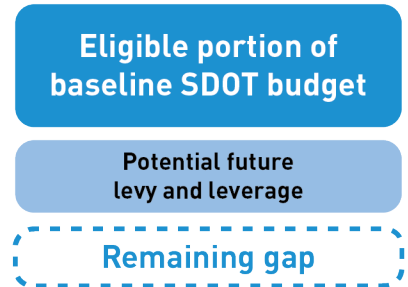 Eligible portion of
baseline SDOT budget
Potential future
levy and leverage
Remaining gap